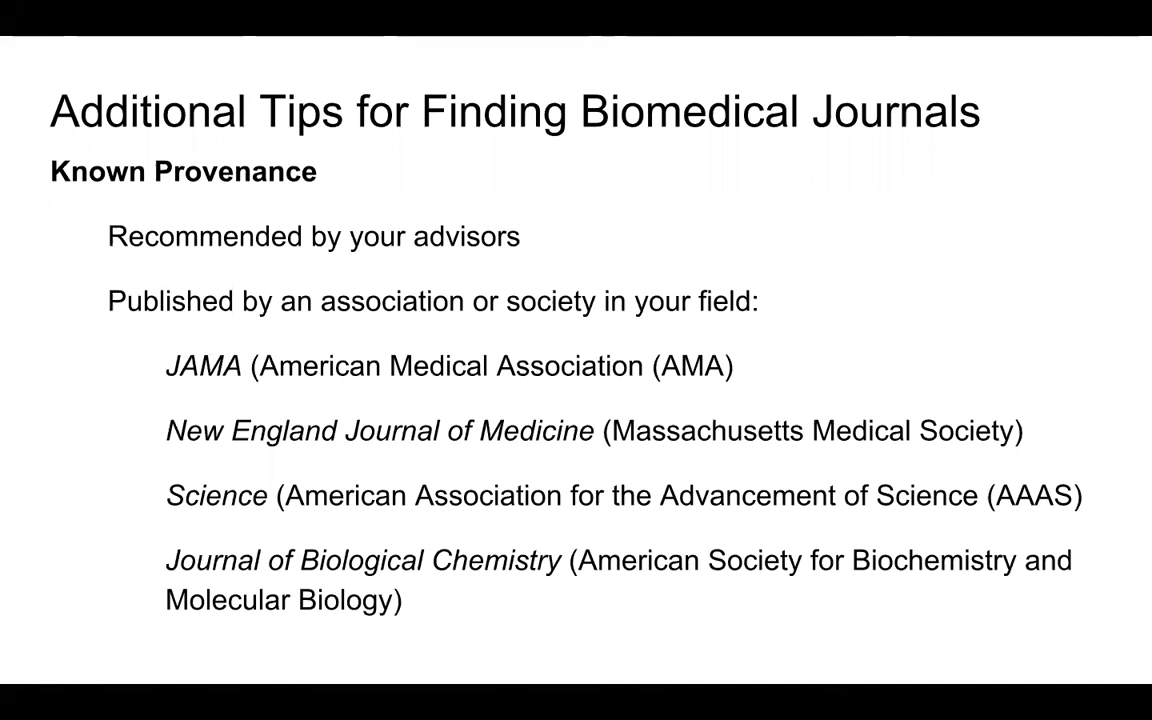 Additional Tips for Finding Biomedical Journals
Known Provenance
Recommended by your advisors
Published by an association or society in your field:
JAMA (American Medical Association (AMA)
New England Journal of Medicine (Massachusetts Medical Society)
Science (American Association for the Advancement of Science (AAAS)
Journal of Biological Chemistry (American Society for Biochemistry and
Molecular Biology)